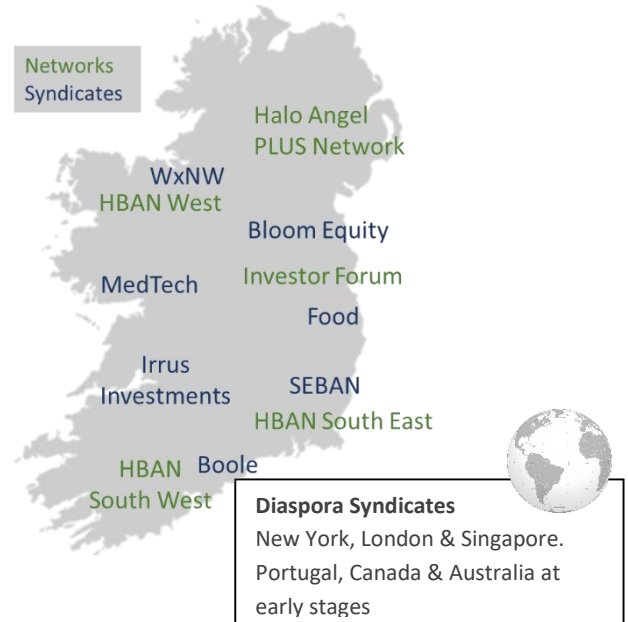 Networks
Syndicates
Halo Angel
PLUS Network
WxNW
HBAN West
Bloom Equity
Investor Forum
MedTech
Food
Irrus
Investments
SEBAN
HBAN South East
HBAN
South West
Boole
Diaspora Syndicates
New York, London & Singapore.
Portugal, Canada & Australia at
early stages